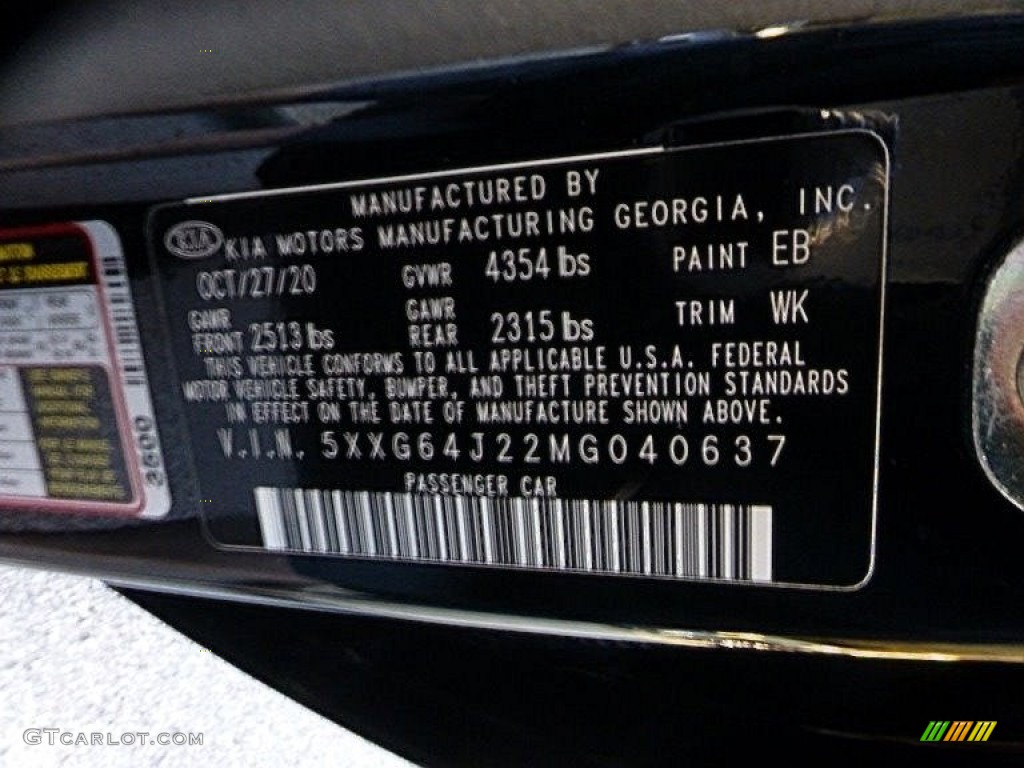 MANUFACTURED BY
KIA KIA MOTORS MANUFACTURING GEORGIA, INC.
OCT/27/20 GVWR 4354 lbs PAINT EB
GAWR FRONT 2513 lbs GAWR REAR 2315 lbs TRIM WK
THIS VEHICLE CONFORMS TO ALL APPLICABLE U.S.A. FEDERAL
MOTOR VEHICLE SAFETY, BUMPER, AND THEFT PREVENTION STANDARDS
IN EFFECT ON THE DATE OF MANUFACTURE SHOWN ABOVE.
V.I.N. 5XXG64J22MG040637
PASSENGER CAR
3600
GTCARLOT.COM